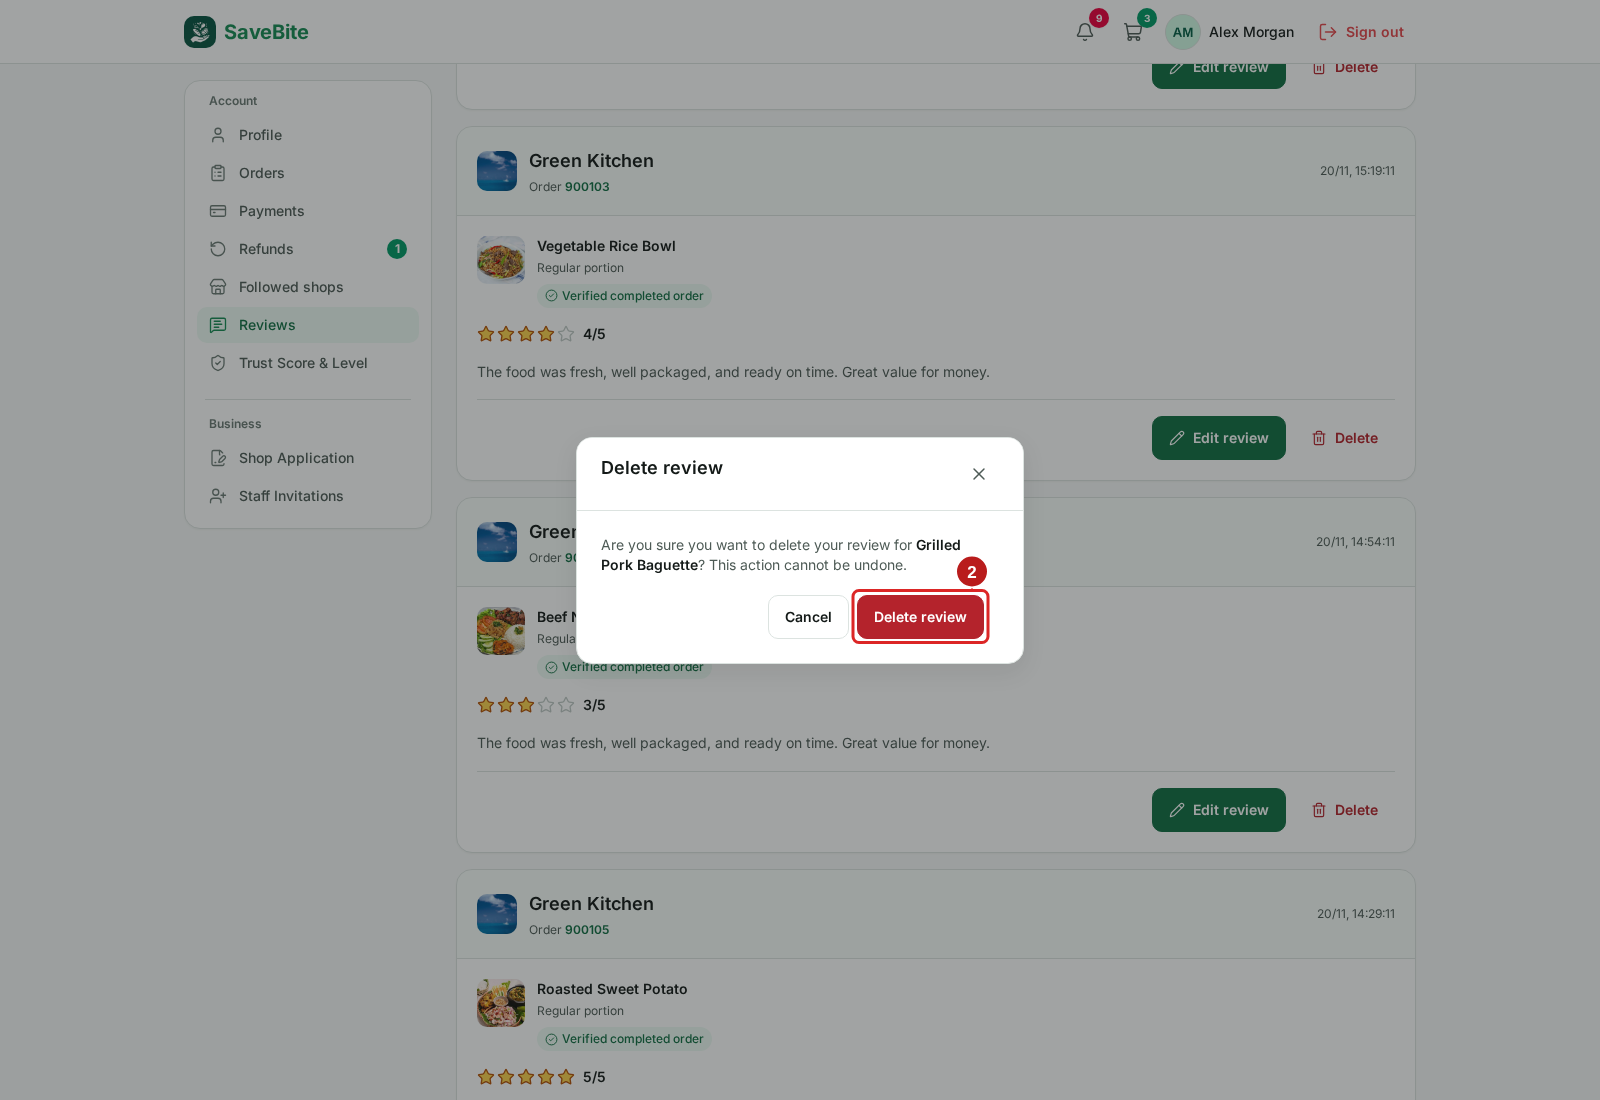 SaveBite
9
3
AM
Alex Morgan
Sign out
Account
Profile
Orders
Payments
Refunds
1
Followed shops
Reviews
Trust Score & Level
Business
Shop Application
Staff Invitations
Edit review
Delete
Green Kitchen
Order 900103
20/11, 15:19:11
Vegetable Rice Bowl
Regular portion
Verified completed order
4/5
The food was fresh, well packaged, and ready on time. Great value for money.
Edit review
Delete
Delete review
Are you sure you want to delete your review for Grilled
Pork Baguette? This action cannot be undone.
2
Cancel
Delete review
Order
20/11, 14:54:11
Beef
Verified completed order
3/5
The food was fresh, well packaged, and ready on time. Great value for money.
Edit review
Delete
Green Kitchen
Order 900105
20/11, 14:29:11
Roasted Sweet Potato
Regular portion
Verified completed order
5/5